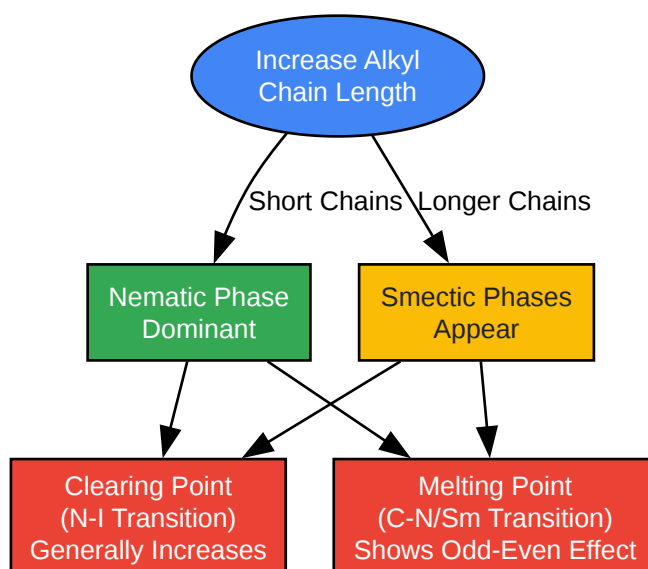 Increase Alkyl
Chain Length
Short Chains
Longer Chains
Nematic Phase
Dominant
Smectic Phases
Appear
Clearing Point
(N-I Transition)
Generally Increases
Melting Point
(C-N/Sm Transition)
Shows Odd-Even Effect